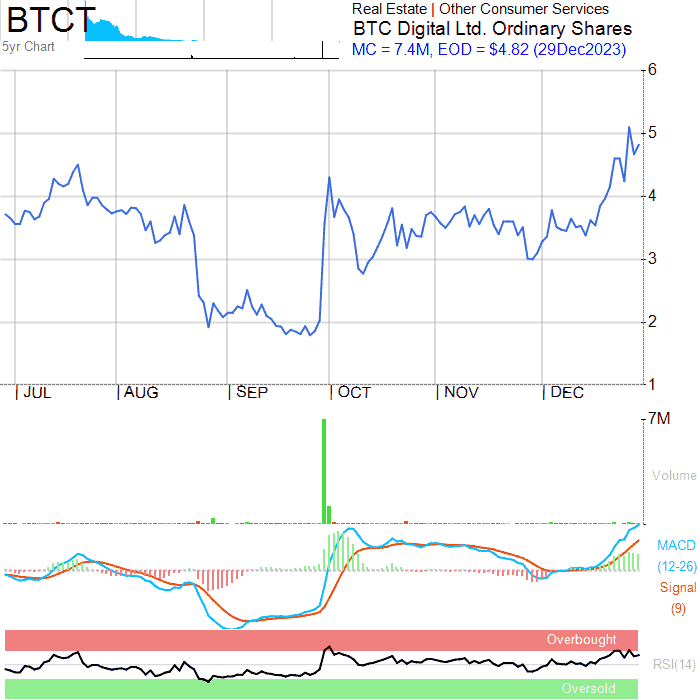 BTCT
5yr Chart
Real Estate | Other Consumer Services
BTC Digital Ltd. Ordinary Shares
MC = 7.4M, EOD = $4.82 (29Dec2023)
6
5
4
3
2
1
JUL
AUG
SEP
OCT
NOV
DEC
7M
Volume
MACD
(12-26)
Signal
(9)
Overbought
RSI(14)
Oversold